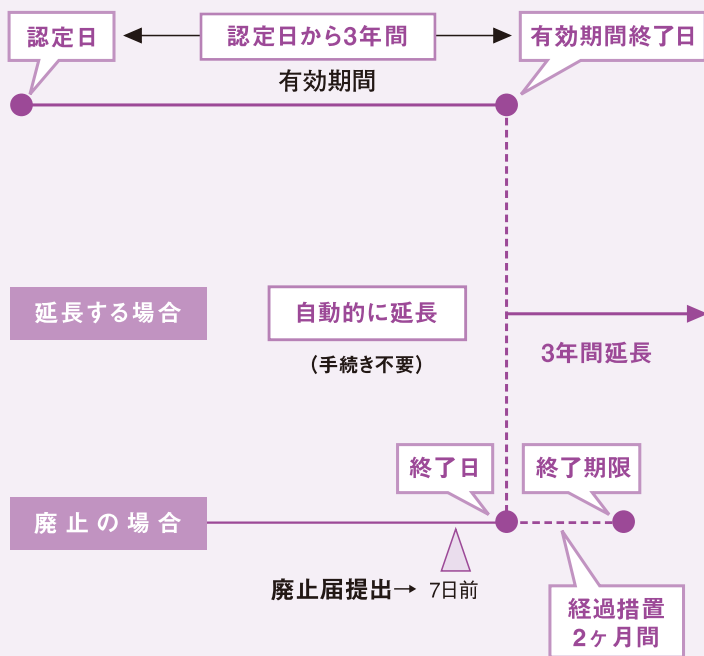 認定日
認定日から3年間
有効期間終了日
有効期間
延長する場合
自動的に延長
(手続き不要)
3年間延長
終了日
終了期限
廃止の場合
廃止届提出→ 7日前
経過措置
2ヶ月間